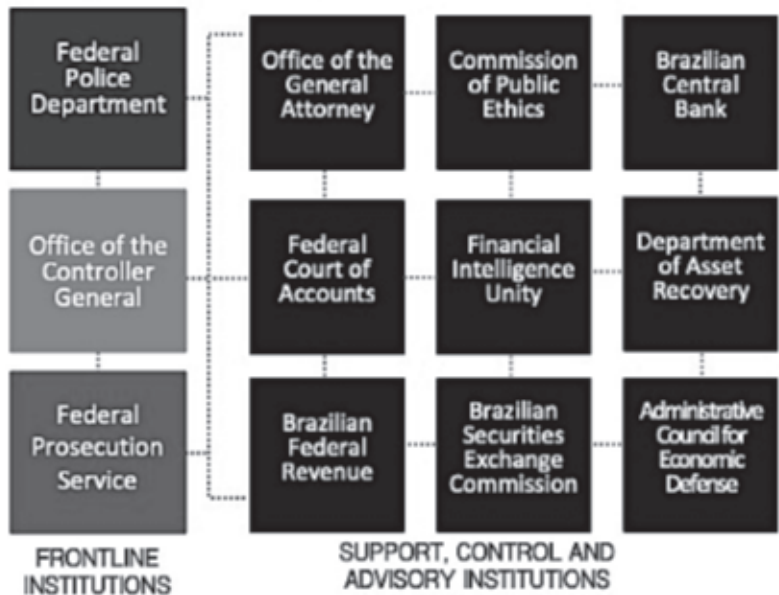 Federal
Police
Department
Office of the
General
Attorney
Commission
of Public
Ethics
Brazilian
Central
Bank
Office of the
Controller
General
Federal
Court of
Accounts
Financial
Intelligence
Unity
Department
of Asset
Recovery
Federal
Prosecution
Service
Brazilian
Federal
Revenue
Brazilian
Securities
Exchange
Commission
Administrative
Council for
Economic
Defense
FRONTLINE
INSTITUTIONS
SUPPORT, CONTROL AND
ADVISORY INSTITUTIONS